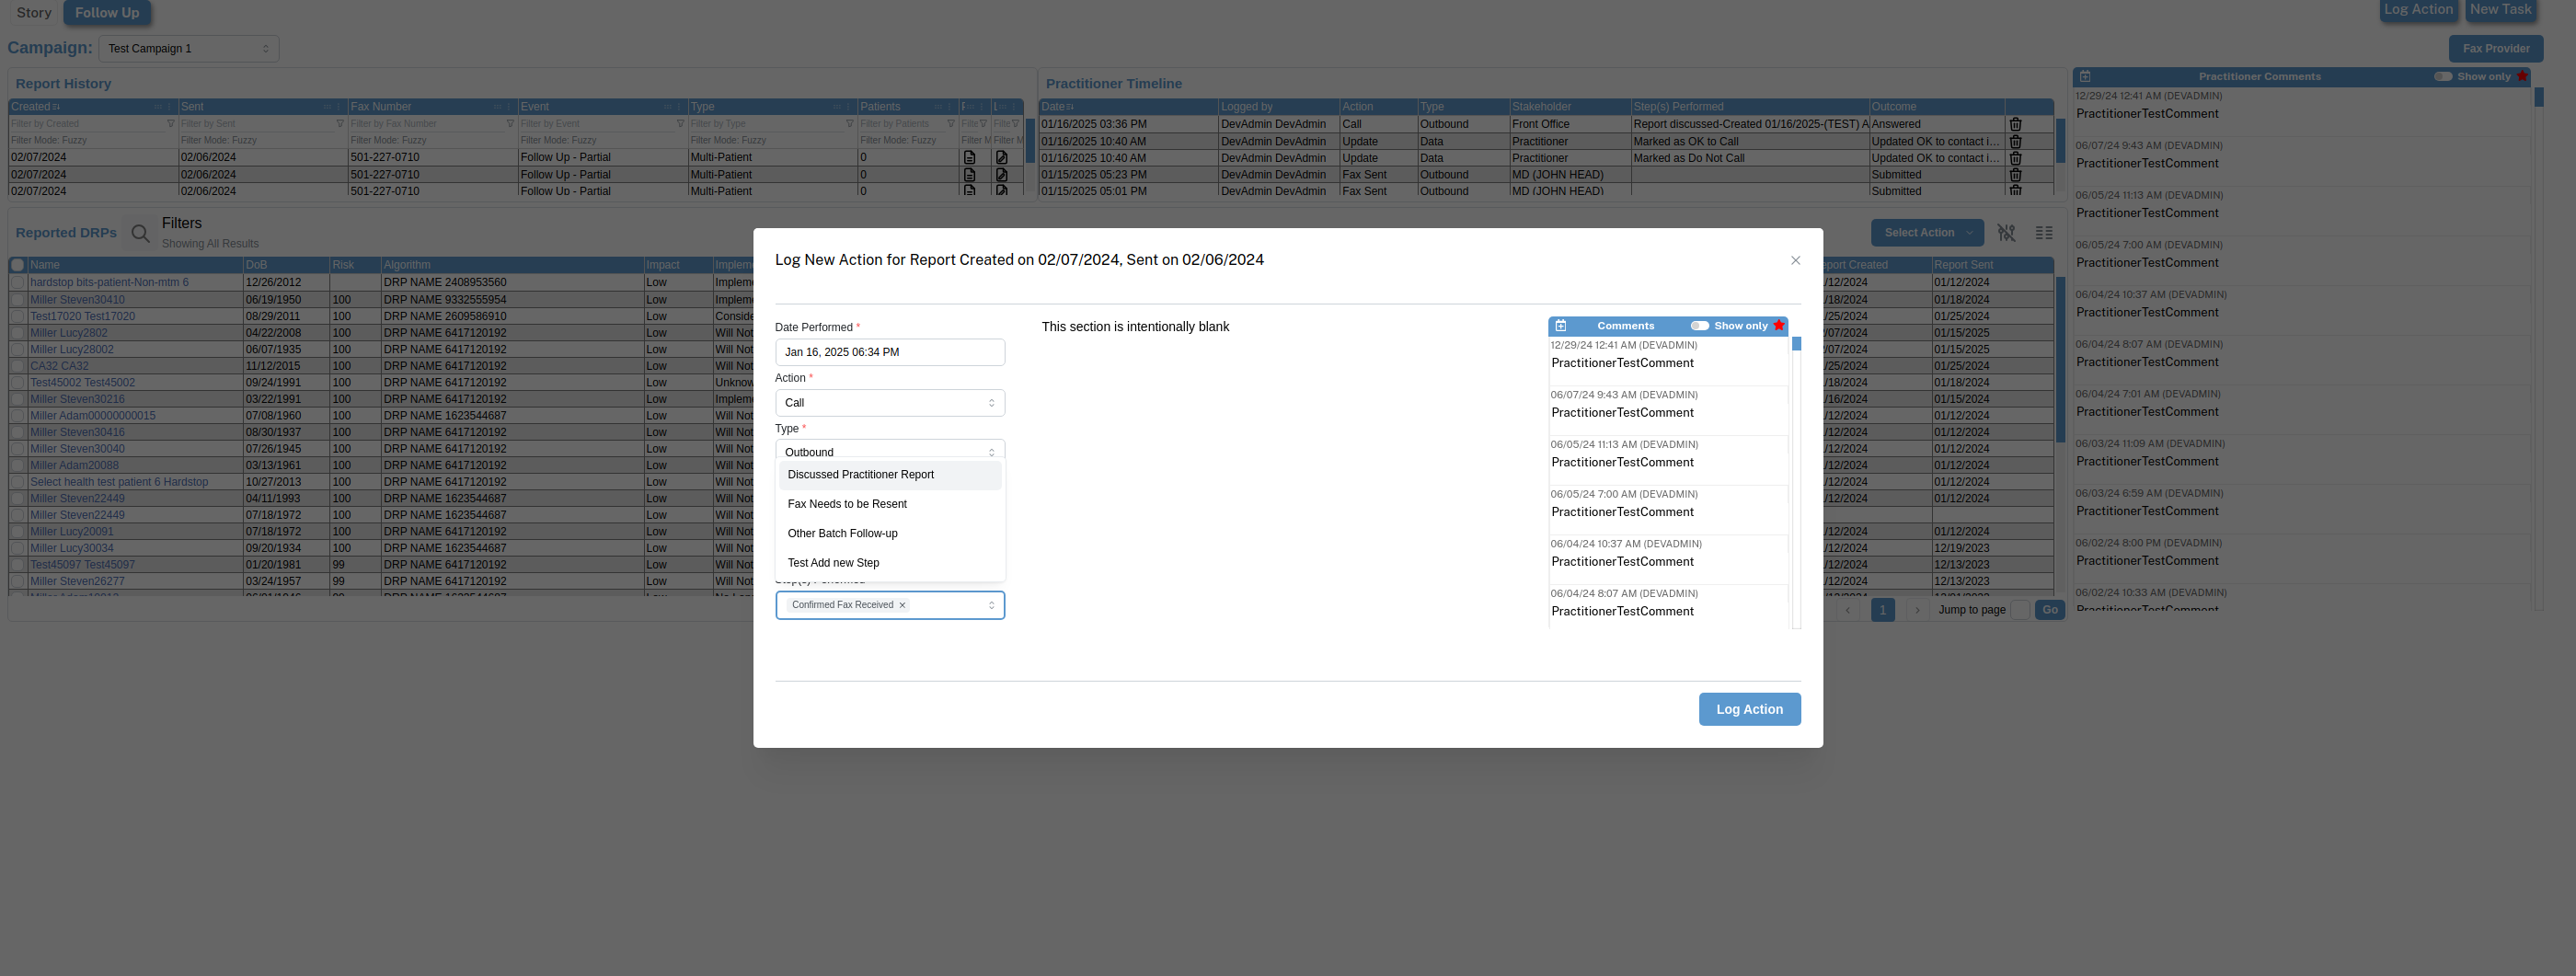 Story Follow Up Log Action New Task
Campaign: Test Campaign 1 Fax Provider
Report History
Created Sent Fax Number Event Type Patients
Filter by Created Filter by Sent Filter by Fax Number Filter by Event Filter by Type Filter by Patients Filte Filte
Filter Mode: Fuzzy Filter Mode: Fuzzy Filter Mode: Fuzzy Filter Mode: Fuzzy Filter Mode: Fuzzy Filter Mode: Fuzzy Filter M Filter M
02/07/2024 02/06/2024 501-227-0710 Follow Up - Partial Multi-Patient 0
02/07/2024 02/06/2024 501-227-0710 Follow Up - Partial Multi-Patient 0
02/07/2024 02/06/2024 501-227-0710 Follow Up - Partial Multi-Patient 0
Practitioner Timeline
Date Logged by Action Type Stakeholder Step(s) Performed Outcome
01/16/2025 03:36 PM DevAdmin DevAdmin Call Outbound Front Office Report discussed-Created 01/16/2025-(TEST) A Answered
01/16/2025 10:40 AM DevAdmin DevAdmin Update Data Practitioner Marked as OK to Call Updated OK to contact i...
01/16/2025 10:40 AM DevAdmin DevAdmin Update Data Practitioner Marked as Do Not Call Updated OK to contact i...
01/15/2025 05:23 PM DevAdmin DevAdmin Fax Sent Outbound MD (JOHN HEAD) Submitted
01/15/2025 05:01 PM DevAdmin DevAdmin Fax Sent Outbound MD (JOHN HEAD) Submitted
Practitioner Comments Show only
12/29/24 12:41 AM (DEVADMIN)
PractitionerTestComment
06/07/24 9:43 AM (DEVADMIN)
PractitionerTestComment
06/05/24 11:13 AM (DEVADMIN)
PractitionerTestComment
06/05/24 7:00 AM (DEVADMIN)
PractitionerTestComment
06/04/24 10:37 AM (DEVADMIN)
PractitionerTestComment
06/04/24 8:07 AM (DEVADMIN)
PractitionerTestComment
06/04/24 7:01 AM (DEVADMIN)
PractitionerTestComment
06/03/24 11:09 AM (DEVADMIN)
PractitionerTestComment
06/03/24 6:59 AM (DEVADMIN)
PractitionerTestComment
06/02/24 8:00 PM (DEVADMIN)
PractitionerTestComment
06/02/24 10:33 AM (DEVADMIN)
PractitionerTestComment
Reported DRPs Filters
Showing All Results
Select Action
Name DoB Risk Algorithm Impact Implem eport Created Report Sent
hardstop bits-patient-Non-mtm 6 12/26/2012 DRP NAME 2408953560 Low Impleme /12/2024 01/12/2024
Miller Steven30410 06/19/1950 100 DRP NAME 9332555954 Low Impleme /18/2024 01/18/2024
Test17020 Test17020 08/29/2011 100 DRP NAME 2609586910 Low Conside /25/2024 01/25/2024
Miller Lucy2802 04/22/2008 100 DRP NAME 6417120192 Low Will Not /07/2024 01/15/2025
Miller Lucy28002 06/07/1935 100 DRP NAME 6417120192 Low Will Not /07/2024 01/15/2025
CA32 CA32 11/12/2015 100 DRP NAME 6417120192 Low Will Not /25/2024 01/25/2024
Test45002 Test45002 09/24/1991 100 DRP NAME 6417120192 Low Unknow /18/2024 01/18/2024
Miller Steven30216 03/22/1991 100 DRP NAME 6417120192 Low Impleme /16/2024 01/15/2024
Miller Adam00000000015 07/08/1960 100 DRP NAME 1623544687 Low Will Not /12/2024 01/12/2024
Miller Steven30416 08/30/1937 100 DRP NAME 6417120192 Low Will Not /12/2024 01/12/2024
Miller Steven30040 07/26/1945 100 DRP NAME 6417120192 Low Will Not /12/2024 01/12/2024
Miller Adam20088 03/13/1961 100 DRP NAME 6417120192 Low Will Not /12/2024 01/12/2024
Select health test patient 6 Hardstop 10/27/2013 100 DRP NAME 6417120192 Low Will Not /12/2024 01/12/2024
Miller Steven22449 04/11/1993 100 DRP NAME 1623544687 Low Will Not /12/2024 01/12/2024
Miller Steven22449 07/18/1972 100 DRP NAME 1623544687 Low Will Not
Miller Lucy20091 07/18/1972 100 DRP NAME 6417120192 Low Will Not /12/2024 01/12/2024
Miller Lucy30034 09/20/1934 100 DRP NAME 1623544687 Low Will Not /12/2024 12/19/2023
Test45097 Test45097 01/20/1981 99 DRP NAME 6417120192 Low Will Not /12/2024 12/13/2023
Miller Steven26277 03/24/1957 99 DRP NAME 6417120192 Low Will Not /12/2024 12/13/2023
1 Jump to page Go
Log New Action for Report Created on 02/07/2024, Sent on 02/06/2024
Date Performed *
Jan 16, 2025 06:34 PM
Action *
Call
Type *
Outbound
Discussed Practitioner Report
Fax Needs to be Resent
Other Batch Follow-up
Test Add new Step
Confirmed Fax Received
This section is intentionally blank
Comments Show only
12/29/24 12:41 AM (DEVADMIN)
PractitionerTestComment
06/07/24 9:43 AM (DEVADMIN)
PractitionerTestComment
06/05/24 11:13 AM (DEVADMIN)
PractitionerTestComment
06/05/24 7:00 AM (DEVADMIN)
PractitionerTestComment
06/04/24 10:37 AM (DEVADMIN)
PractitionerTestComment
06/04/24 8:07 AM (DEVADMIN)
PractitionerTestComment
Log Action